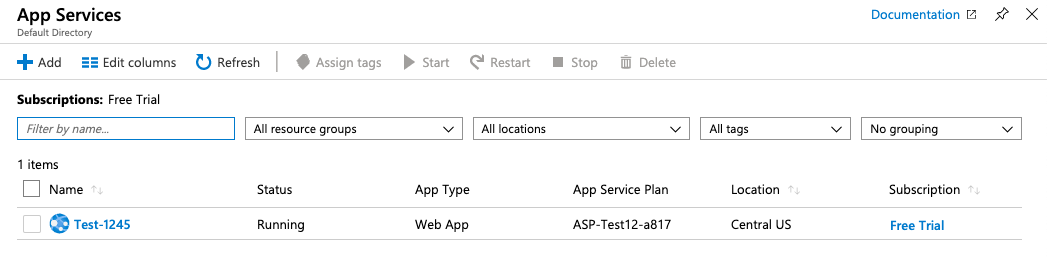 App Services
Documentation
Default Directory
Add Edit columns Refresh Assign tags Start Restart Stop Delete
Subscriptions: Free Trial
Filter by name... All resource groups All locations All tags No grouping
1 items
Name Status App Type App Service Plan Location Subscription
Test-1245 Running Web App ASP-Test12-a817 Central US Free Trial